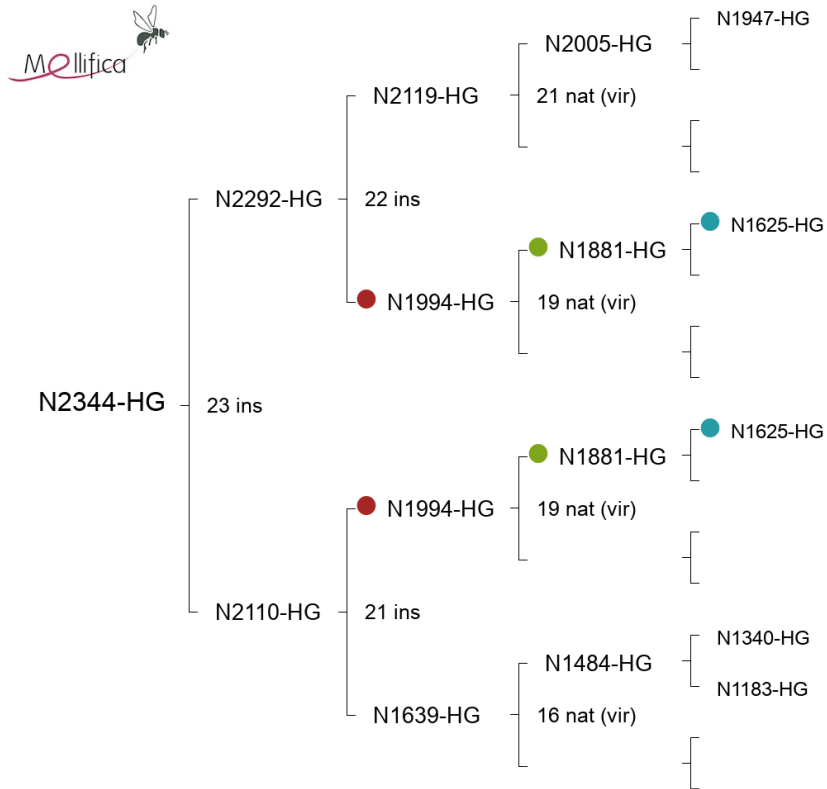 Mellifica
N1947-HG
N2005-HG
N2119-HG
21 nat (vir)
N2292-HG
22 ins
N1625-HG
N1881-HG
N1994-HG
19 nat (vir)
N2344-HG
23 ins
N1625-HG
N1881-HG
N1994-HG
19 nat (vir)
N2110-HG
21 ins
N1340-HG
N1484-HG
N1183-HG
N1639-HG
16 nat (vir)